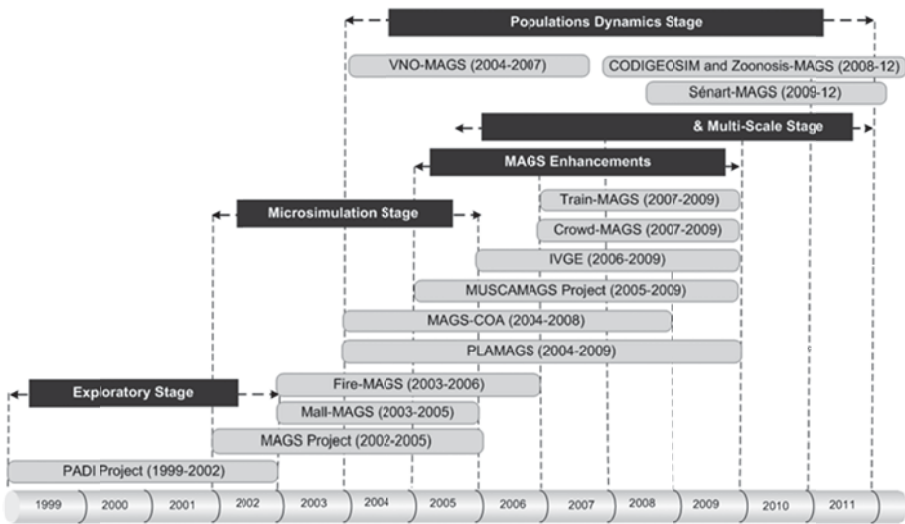 Populations Dynamics Stage
VNO-MAGS (2004-2007)
CODIGEOSIM and Zoonosis-MAGS (2008-12)
Sénart-MAGS (2009-12)
& Multi-Scale Stage
MAGS Enhancements
Train-MAGS (2007-2009)
Microsimulation Stage
Crowd-MAGS (2007-2009)
IVGE (2006-2009)
MUSCAMAGS Project (2005-2009)
MAGS-COA (2004-2008)
PLAMAGS (2004-2009)
Fire-MAGS (2003-2006)
Exploratory Stage
Mall-MAGS (2003-2005)
MAGS Project (2002-2005)
PADI Project (1999-2002)
1999 2000 2001 2002 2003 2004 2005 2006 2007 2008 2009 2010 2011